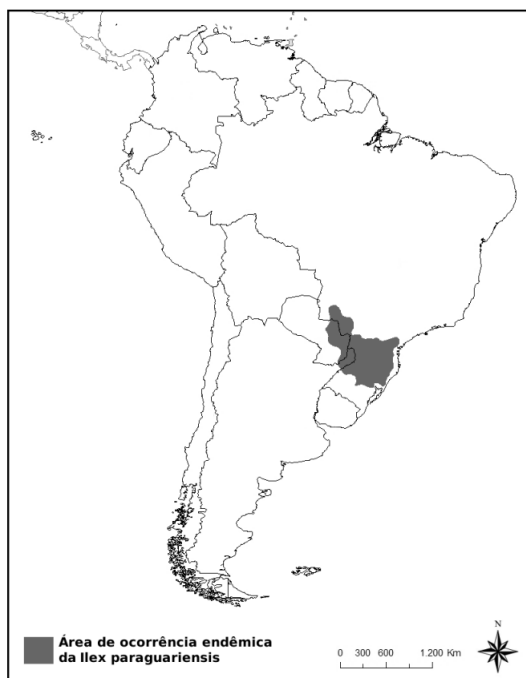 N
Área de ocorrência endêmica
da Ilex paraguariensis
0 300 600 1.200 Km